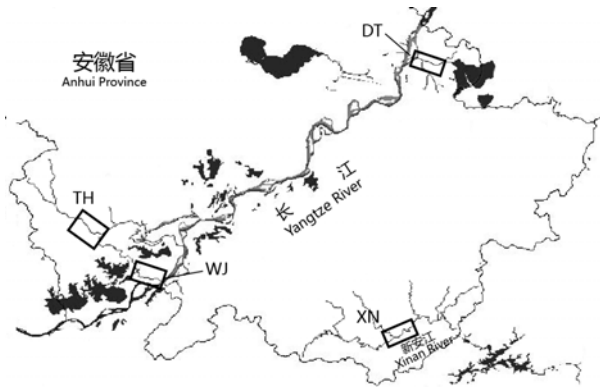 DT
安徽省
Anhui Province
长江
Yangtze River
TH
WJ
XN
新安江
Xinan River